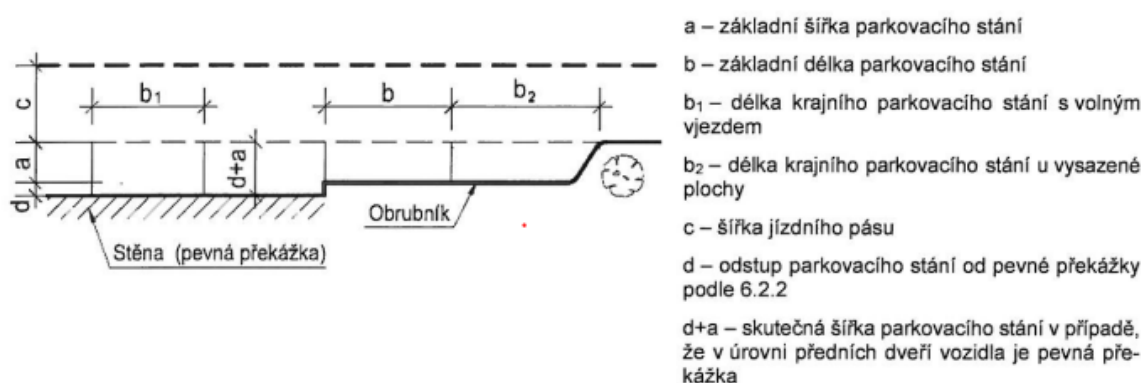 b₁
b
b₂
c
a
d+a
d
Obrubník
Stěna (pevná překážka)
a – základní šířka parkovacího stání
b – základní délka parkovacího stání
b₁ – délka krajního parkovacího stání s volným
vjezdem
b₂ – délka krajního parkovacího stání u vysazené
plochy
c – šířka jízdního pásu
d – odstup parkovacího stání od pevné překážky
podle 6.2.2
d+a – skutečná šířka parkovacího stání v případě,
že v úrovni předních dveří vozidla je pevná pře-
kážka